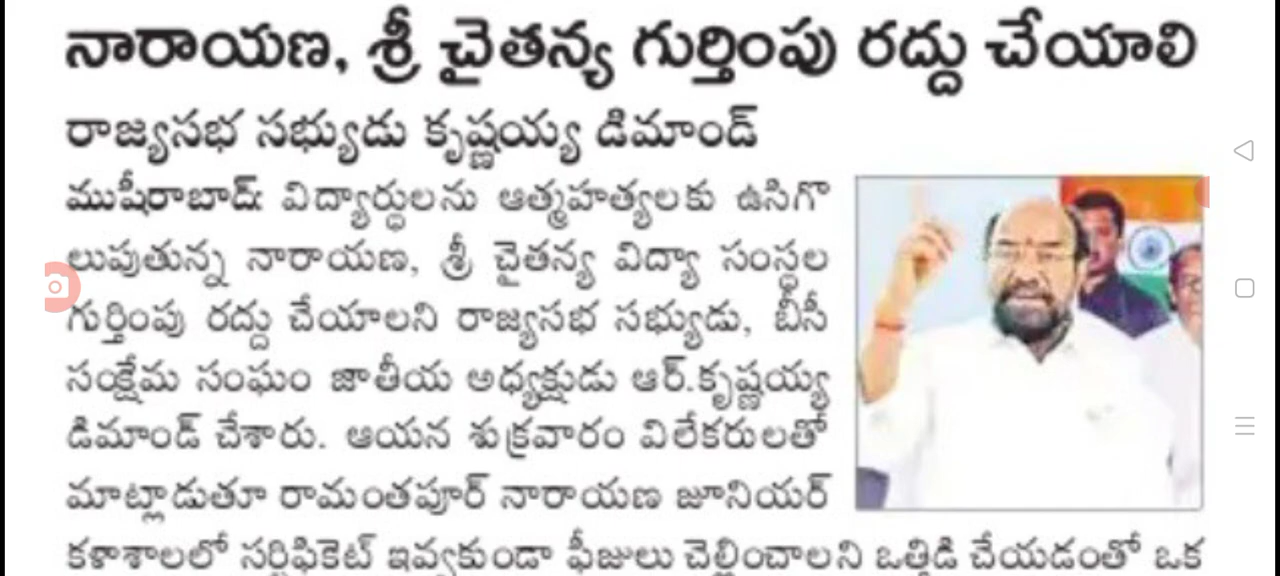 నారాయణ, శ్రీ చైతన్య గుర్తింపు రద్దు చేయాలి
రాజ్యసభ సభ్యుడు కృష్ణయ్య డిమాండ్
ముషీరాబాద్: విద్యార్థులను ఆత్మహత్యలకు ఉసిగొ
లుపుతున్న నారాయణ, శ్రీ చైతన్య విద్యా సంస్థల
గుర్తింపు రద్దు చేయాలని రాజ్యసభ సభ్యుడు, బీసీ
సంక్షేమ సంఘం జాతీయ అధ్యక్షుడు ఆర్.కృష్ణయ్య
డిమాండ్ చేశారు. ఆయన శుక్రవారం విలేకరులతో
మాట్లాడుతూ రామంతపూర్ నారాయణ జూనియర్
కళాశాలలో సర్టిఫికెట్ ఇవ్వకుండా ఫీజులు చెల్లించాలని ఒత్తిడి చేయడంతో ఒక